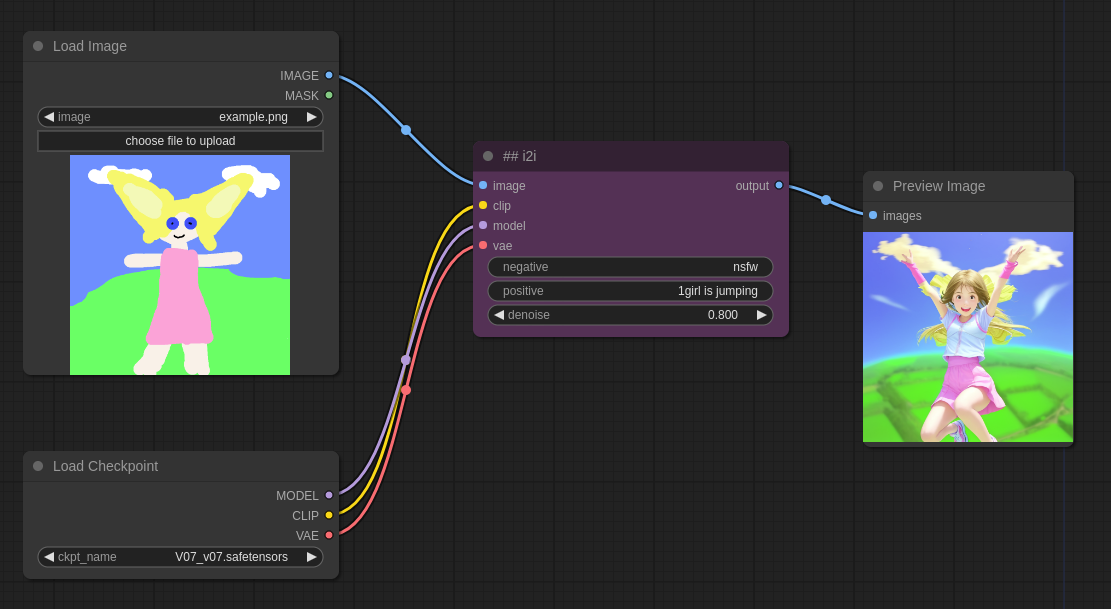 Load Image
IMAGE
MASK
image example.png
choose file to upload
## i2i
image output
clip
model
vae
negative nsfw
positive 1girl is jumping
denoise 0.800
Preview Image
images
Load Checkpoint
MODEL
CLIP
VAE
ckpt_name V07_v07.safetensors